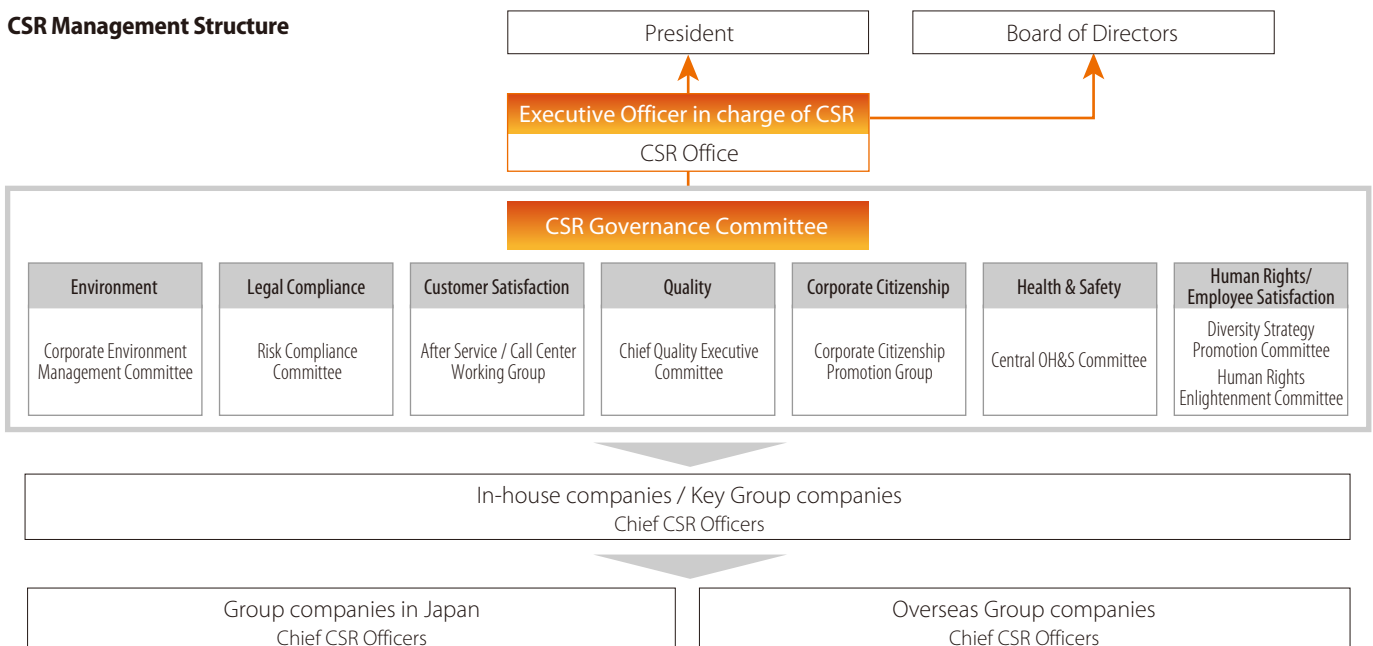 CSR Management Structure
President
Board of Directors
Executive Officer in charge of CSR
CSR Office
CSR Governance Committee
Environment
Corporate Environment
Management Committee
Legal Compliance
Risk Compliance
Committee
Customer Satisfaction
After Service / Call Center
Working Group
Quality
Chief Quality Executive
Committee
Corporate Citizenship
Corporate Citizenship
Promotion Group
Health & Safety
Central OH&S Committee
Human Rights/
Employee Satisfaction
Diversity Strategy
Promotion Committee
Human Rights
Enlightenment Committee
In-house companies / Key Group companies
Chief CSR Officers
Group companies in Japan
Chief CSR Officers
Overseas Group companies
Chief CSR Officers